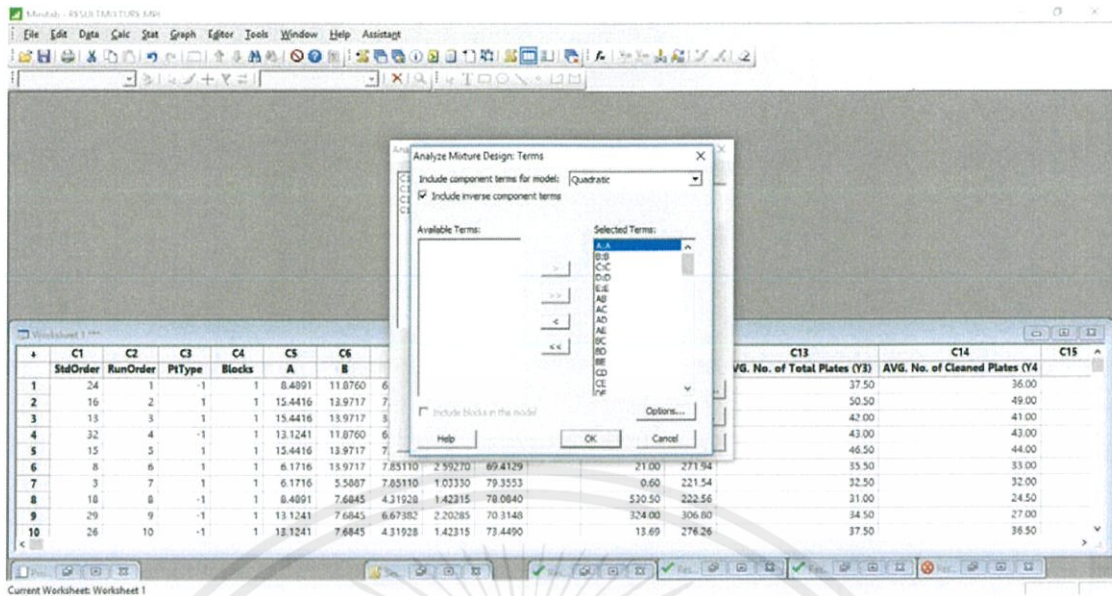 Minitab - RESULTMIXTURES.MPJ
File Edit Data Calc Stat Graph Editor Tools Window Help Assistant
Analyze Mixture Design: Terms
Include component terms for model: Quadratic
Include inverse component terms
Available Terms:
Selected Terms:
A:A
B:B
C:C
D:D
E:E
AB
AC
AD
AE
BC
BD
BE
CD
CE
DE
> 
>>
<
<<
Include blocks in the model
Options...
Help OK Cancel
Worksheet 1 ***
+ C1 C2 C3 C4 C5 C6 C13 C14 C15
StdOrder RunOrder PtType Blocks A B VG. No. of Total Plates (Y3) AVG. No. of Cleaned Plates (Y4
1 24 1 -1 1 8.4891 11.8760 6 37.50 36.00
2 16 2 1 1 15.4416 13.9717 7 50.50 49.00
3 13 3 1 1 15.4416 13.9717 3 42.00 41.00
4 32 4 -1 1 13.1241 11.8760 6 43.00 43.00
5 15 5 1 1 15.4416 13.9717 7 46.50 44.00
6 8 6 1 1 6.1716 13.9717 7.85110 2.59270 69.4129 21.00 271.94 35.50 33.00
7 3 7 1 1 6.1716 5.5887 7.85110 1.03330 79.3553 0.60 221.54 32.50 32.00
8 18 8 -1 1 8.4891 7.6845 4.31928 1.42315 78.0840 530.50 222.56 31.00 24.50
9 29 9 -1 1 13.1241 7.6845 6.67382 2.20285 70.3148 324.00 306.80 34.50 27.00
10 26 10 -1 1 13.1241 7.6845 4.31928 1.42315 73.4490 13.69 276.26 37.50 36.50
Current Worksheet: Worksheet 1